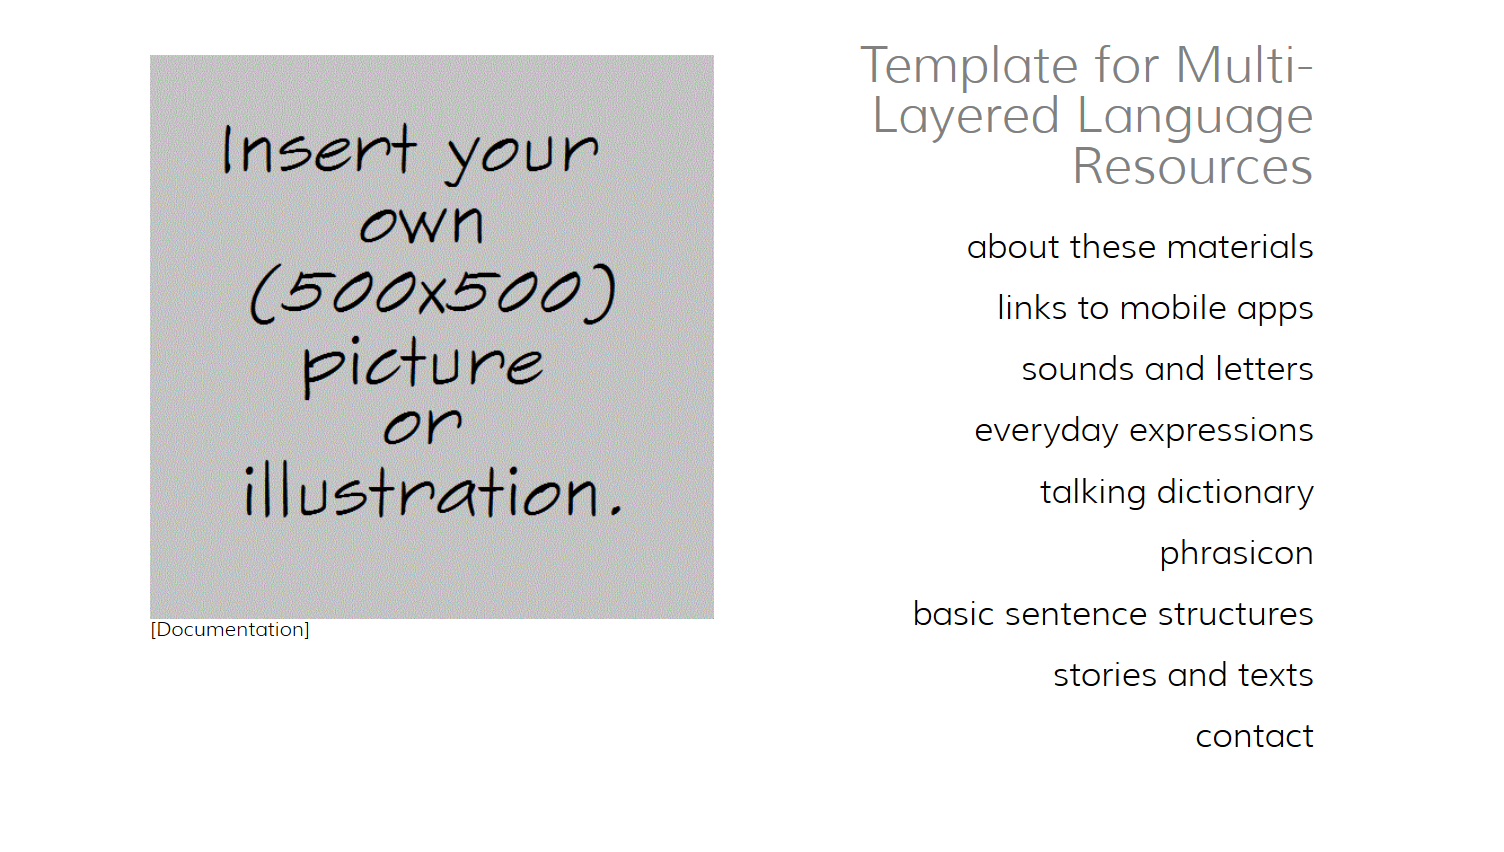 Insert your
own
(500x500)
picture
or
illustration.
[Documentation]
Template for Multi-
Layered Language
Resources
about these materials
links to mobile apps
sounds and letters
everyday expressions
talking dictionary
phrasicon
basic sentence structures
stories and texts
contact